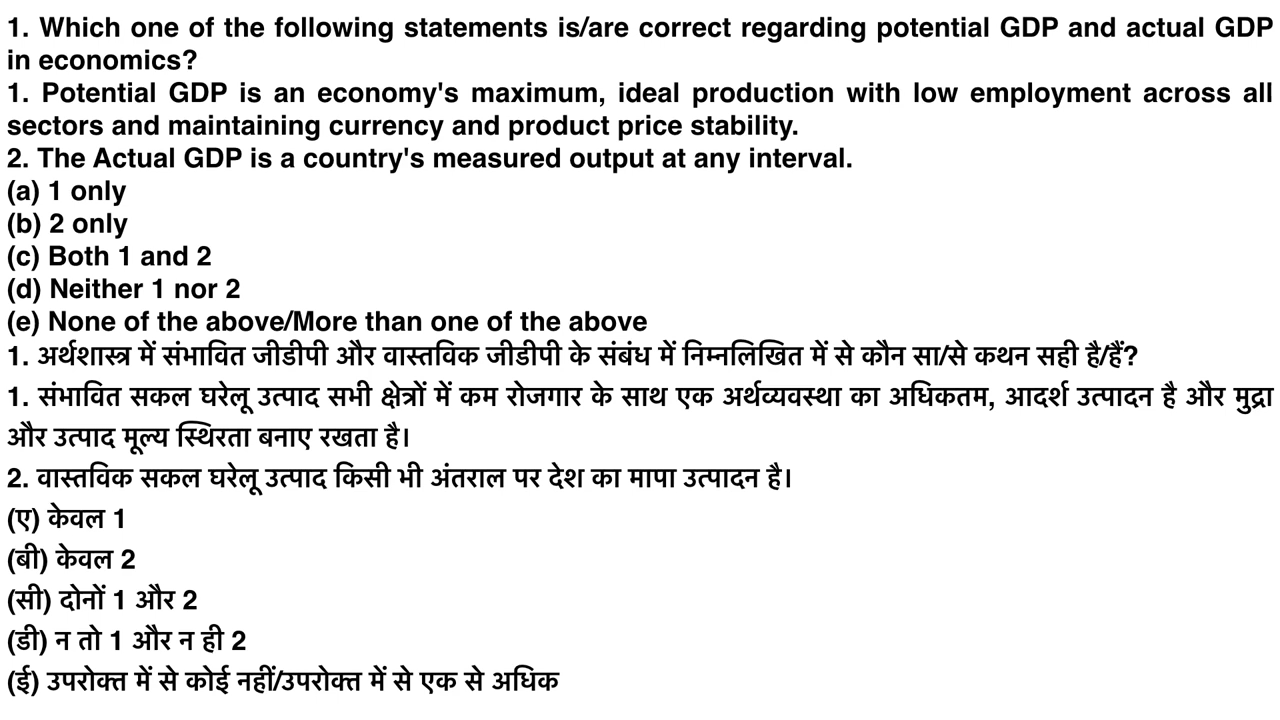 1. Which one of the following statements is/are correct regarding potential GDP and actual GDP
in economics?
1. Potential GDP is an economy's maximum, ideal production with low employment across all
sectors and maintaining currency and product price stability.
2. The Actual GDP is a country's measured output at any interval.
(a) 1 only
(b) 2 only
(c) Both 1 and 2
(d) Neither 1 nor 2
(e) None of the above/More than one of the above
1. अर्थशास्त्र में संभावित जीडीपी और वास्तविक जीडीपी के संबंध में निम्नलिखित में से कौन सा/से कथन सही है/हैं?
1. संभावित सकल घरेलू उत्पाद सभी क्षेत्रों में कम रोजगार के साथ एक अर्थव्यवस्था का अधिकतम, आदर्श उत्पादन है और मुद्रा
और उत्पाद मूल्य स्थिरता बनाए रखता है।
2. वास्तविक सकल घरेलू उत्पाद किसी भी अंतराल पर देश का मापा उत्पादन है।
(ए) केवल 1
(बी) केवल 2
(सी) दोनों 1 और 2
(डी) न तो 1 और न ही 2
(ई) उपरोक्त में से कोई नहीं/उपरोक्त में से एक से अधिक